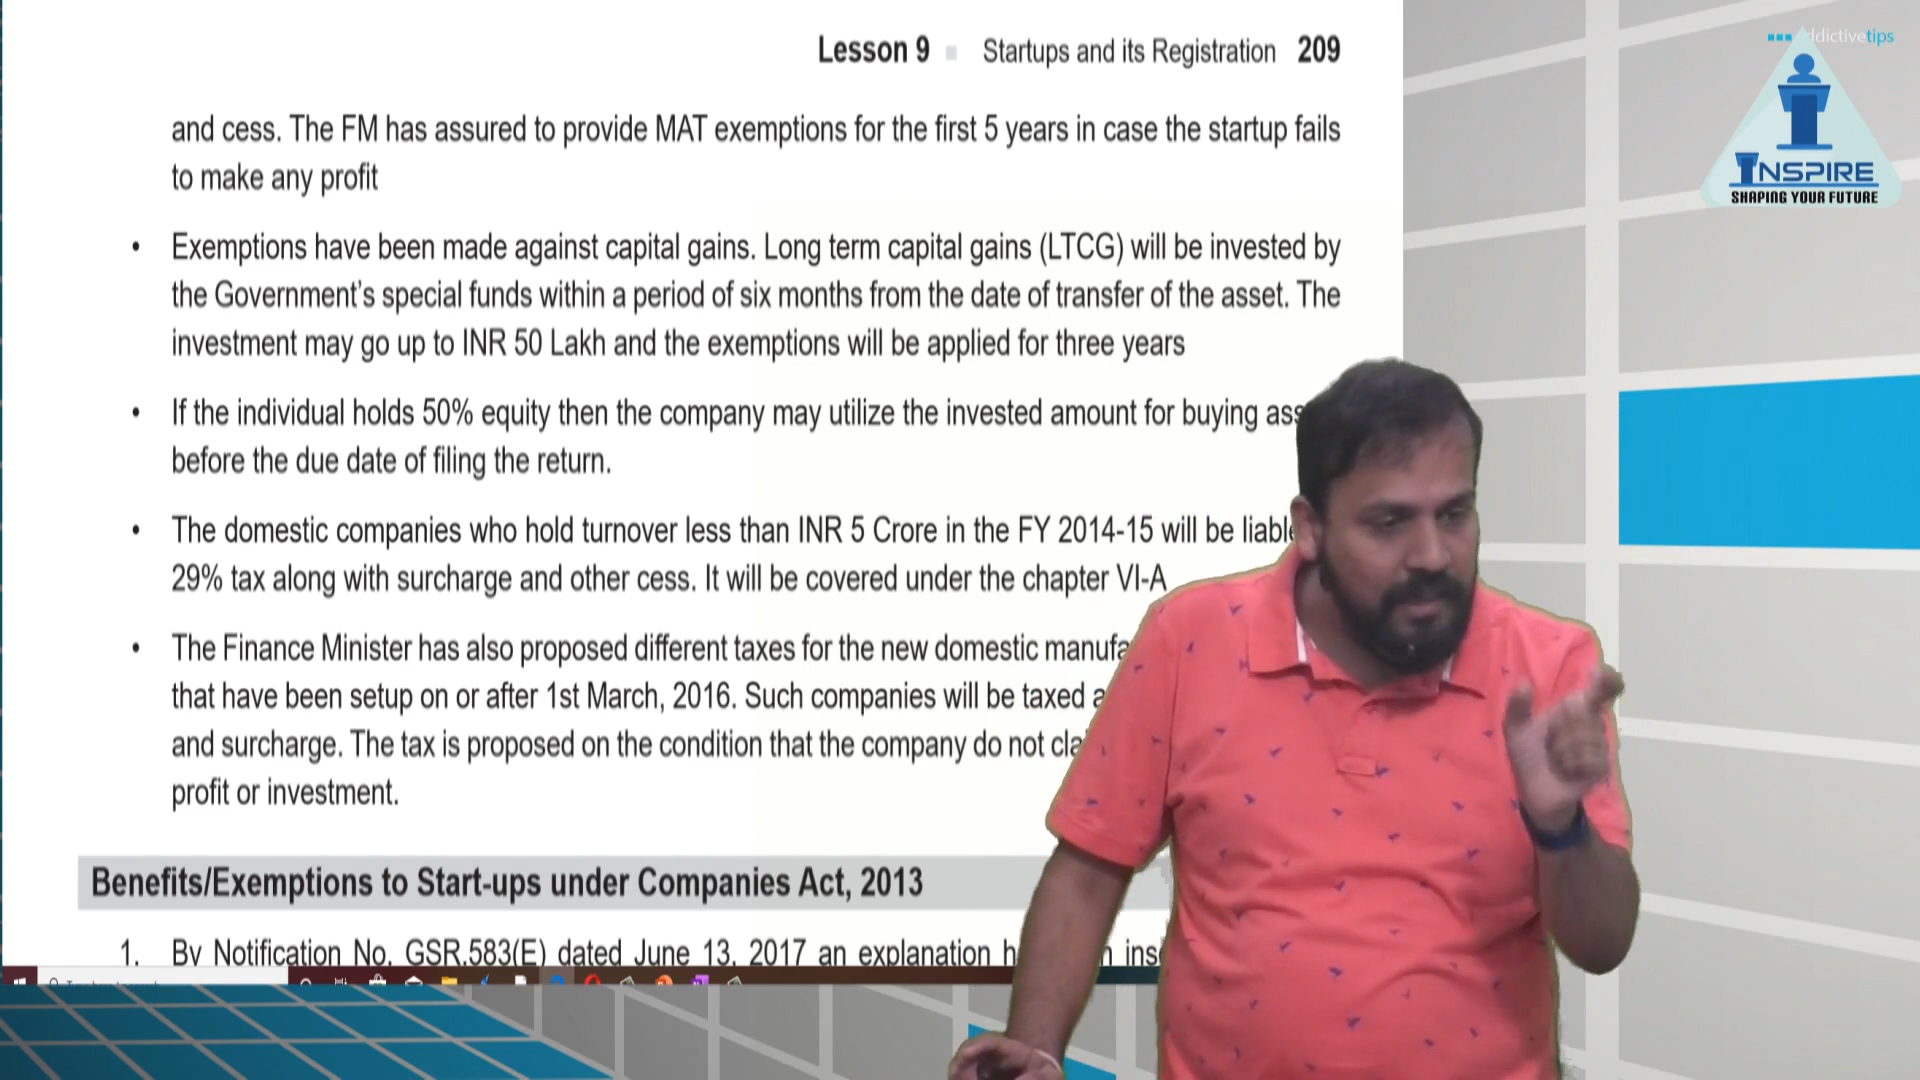 Lesson 9 Startups and its Registration 209
and cess. The FM has assured to provide MAT exemptions for the first 5 years in case the startup fails
to make any profit
• Exemptions have been made against capital gains. Long term capital gains (LTCG) will be invested by
the Government's special funds within a period of six months from the date of transfer of the asset. The
investment may go up to INR 50 Lakh and the exemptions will be applied for three years
• If the individual holds 50% equity then the company may utilize the invested amount for buying
before the due date of filing the return.
• The domestic companies who hold turnover less than INR 5 Crore in the FY 2014-15 will be
29% tax along with surcharge and other cess. It will be covered under the chapter VI-A
• The Finance Minister has also proposed different taxes for the new domestic
that have been setup on or after 1st March, 2016. Such companies will be taxed
and surcharge. The tax is proposed on the condition that the company do not
profit or investment.
Benefits/Exemptions to Start-ups under Companies Act, 2013
1. By Notification No. GSR.583(E) dated June 13, 2017 an explanation
addictivetips
INSPIRE
SHAPING YOUR FUTURE